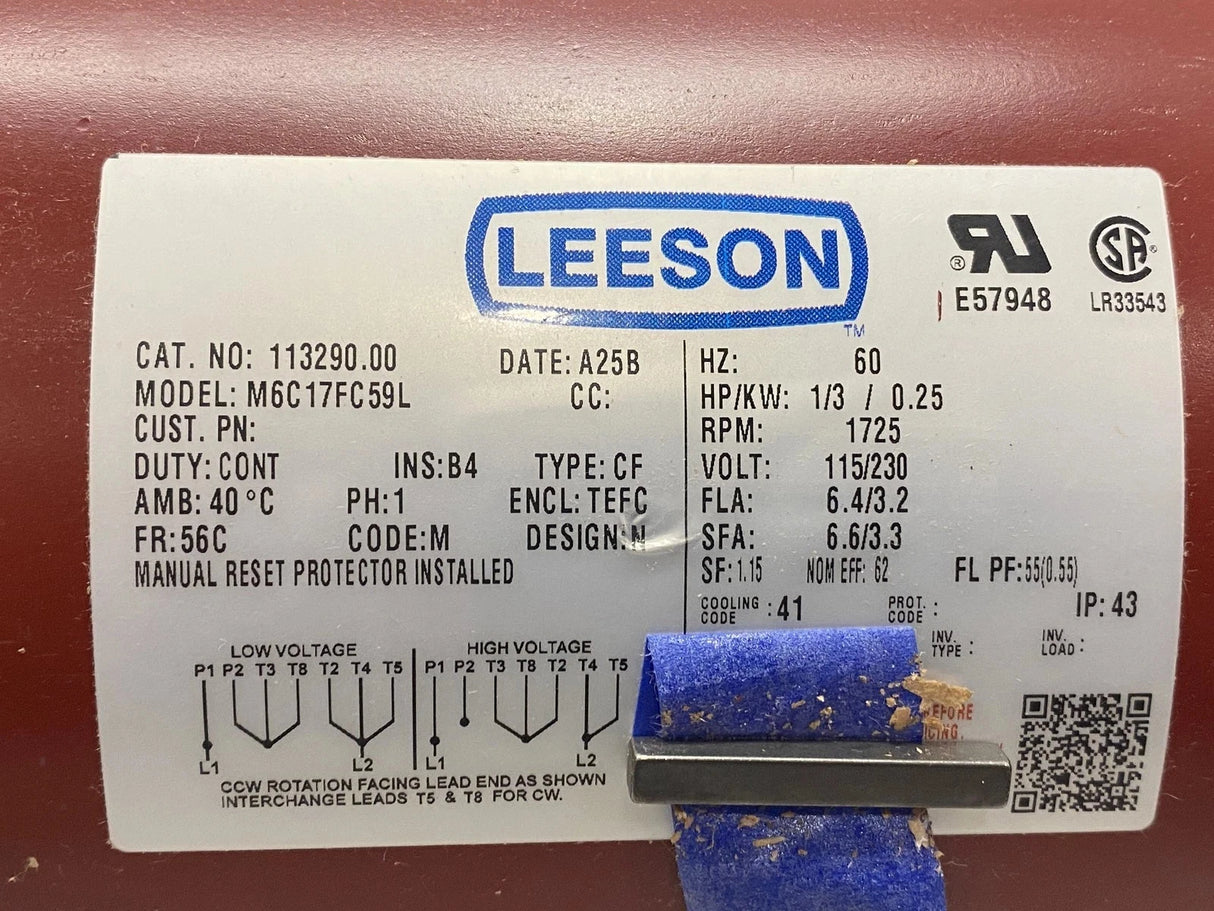 LEESON
TM
® E57948
LR33543 ®
CAT. NO: 113290.00 DATE: A25B
MODEL: M6C17FC59L CC:
CUST. PN:
DUTY: CONT INS: B4 TYPE: CF
AMB: 40 °C PH: 1 ENCL: TEFC
FR: 56C CODE: M DESIGN: N
MANUAL RESET PROTECTOR INSTALLED
HZ: 60
HP/KW: 1/3 / 0.25
RPM: 1725
VOLT: 115/230
FLA: 6.4/3.2
SFA: 6.6/3.3
SF: 1.15 NOM EFF: 62 FL PF: 55(0.55)
COOLING CODE : 41 PROT. CODE : IP: 43
INV. TYPE : INV. LOAD :
LOW VOLTAGE
P1 P2 T3 T8 T2 T4 T5
L1 L2
HIGH VOLTAGE
P1 P2 T3 T8 T2 T4 T5
L1 L2
CCW ROTATION FACING LEAD END AS SHOWN
INTERCHANGE LEADS T5 & T8 FOR CW.